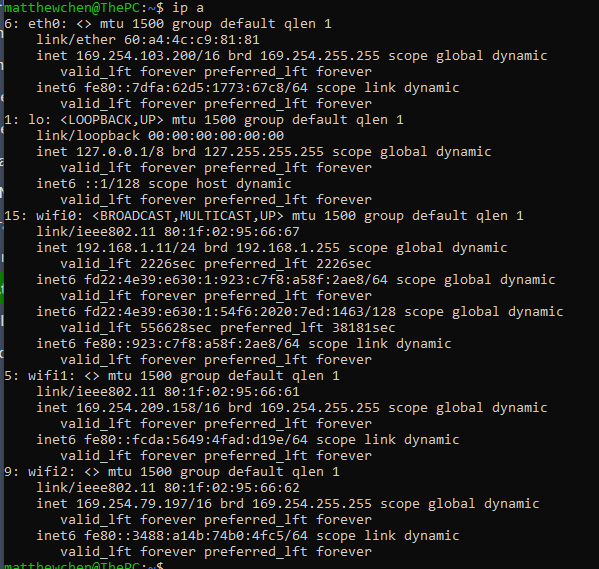 matthewchen@ThePC:~$ ip a
6: eth0: <> mtu 1500 group default qlen 1
link/ether 60:a4:4c:c9:81:81
inet 169.254.103.200/16 brd 169.254.255.255 scope global dynamic
valid_lft forever preferred_lft forever
inet6 fe80::7dfa:62d5:1773:67c8/64 scope link dynamic
valid_lft forever preferred_lft forever
1: lo: <LOOPBACK,UP> mtu 1500 group default qlen 1
link/loopback 00:00:00:00:00:00
inet 127.0.0.1/8 brd 127.255.255.255 scope global dynamic
valid_lft forever preferred_lft forever
inet6 ::1/128 scope host dynamic
valid_lft forever preferred_lft forever
15: wifi0: <BROADCAST,MULTICAST,UP> mtu 1500 group default qlen 1
link/ieee802.11 80:1f:02:95:66:67
inet 192.168.1.11/24 brd 192.168.1.255 scope global dynamic
valid_lft 2226sec preferred_lft 2226sec
inet6 fd22:4e39:e630:1:923:c7f8:a58f:2ae8/64 scope global dynamic
valid_lft forever preferred_lft forever
inet6 fd22:4e39:e630:1:54f6:2020:7ed:1463/128 scope global dynamic
valid_lft 556628sec preferred_lft 38181sec
inet6 fe80::923:c7f8:a58f:2ae8/64 scope link dynamic
valid_lft forever preferred_lft forever
5: wifi1: <> mtu 1500 group default qlen 1
link/ieee802.11 80:1f:02:95:66:61
inet 169.254.209.158/16 brd 169.254.255.255 scope global dynamic
valid_lft forever preferred_lft forever
inet6 fe80::fcda:5649:4fad:d19e/64 scope link dynamic
valid_lft forever preferred_lft forever
9: wifi2: <> mtu 1500 group default qlen 1
link/ieee802.11 80:1f:02:95:66:62
inet 169.254.79.197/16 brd 169.254.255.255 scope global dynamic
valid_lft forever preferred_lft forever
inet6 fe80::3488:a14b:74b0:4fc5/64 scope link dynamic
valid_lft forever preferred_lft forever
matthewchen@ThePC:~$